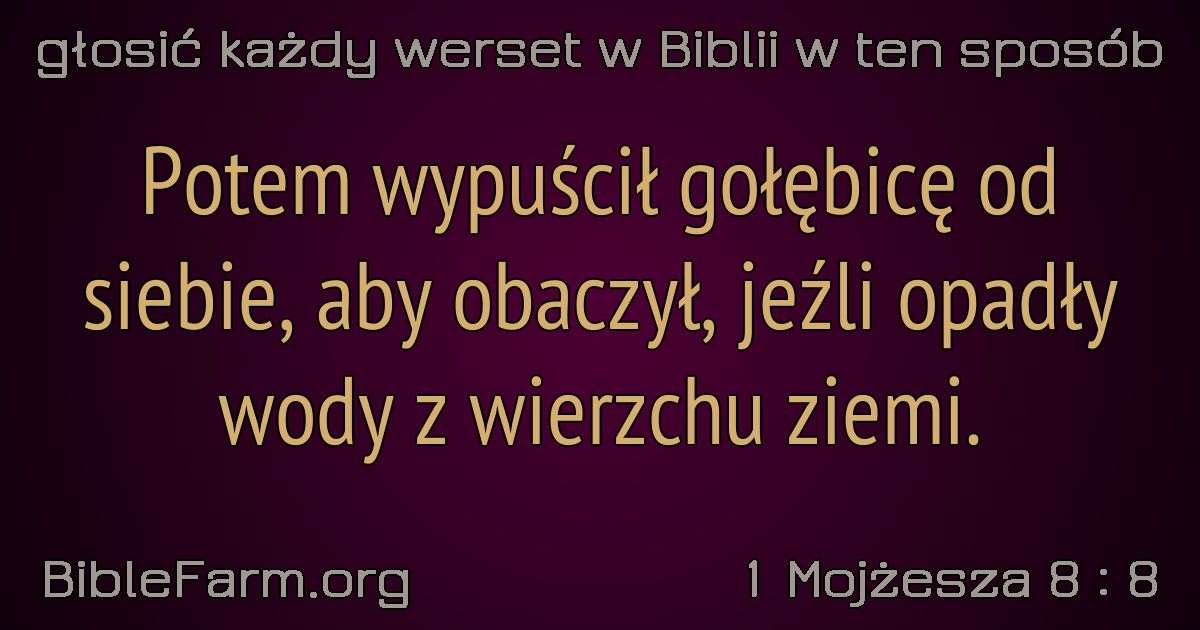 głosić każdy werset w Biblii w ten sposób
Potem wypuścił gołębicę od
siebie, aby obaczył, jeźli opadły
wody z wierzchu ziemi.
BibleFarm.org
1 Mojżesza 8 : 8